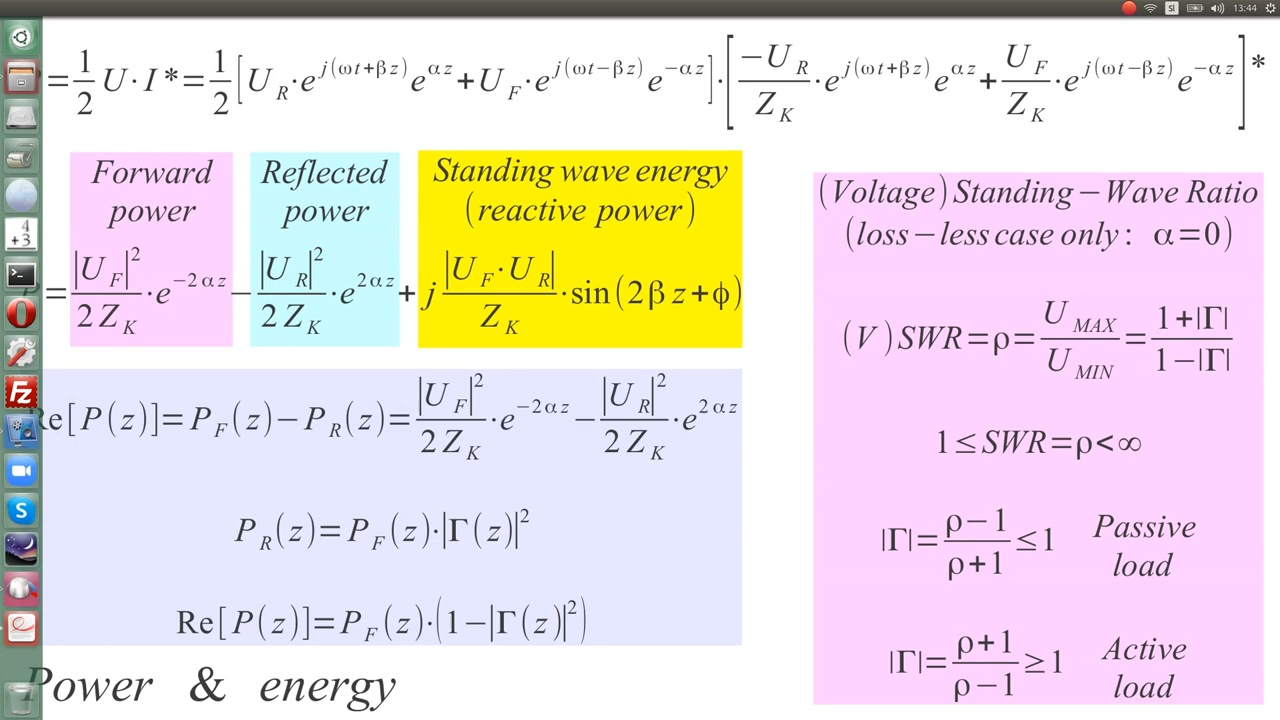 sl 13:44
=1/2 U·I*=1/2[U_R·e^{j(ωt+βz)}e^{αz}+U_F·e^{j(ωt−βz)}e^{−αz}]·[−U_R/Z_K·e^{j(ωt+βz)}e^{αz}+U_F/Z_K·e^{j(ωt−βz)}e^{−αz}]*
Forward
power
Reflected
power
Standing wave energy
(reactive power)
=|U_F|²/2Z_K·e^{−2αz}−|U_R|²/2Z_K·e^{2αz}+j|U_F·U_R|/Z_K·sin(2βz+ϕ)
Re[P(z)]=P_F(z)−P_R(z)=|U_F|²/2Z_K·e^{−2αz}−|U_R|²/2Z_K·e^{2αz}
P_R(z)=P_F(z)·|Γ(z)|²
Re[P(z)]=P_F(z)·(1−|Γ(z)|²)
Power & energy
(Voltage)Standing−Wave Ratio
(loss−less case only: α=0)
(V)SWR=ρ=U_MAX/U_MIN=1+|Γ|/1−|Γ|
1≤SWR=ρ<∞
|Γ|=ρ−1/ρ+1≤1 Passive
load
|Γ|=ρ+1/ρ−1≥1 Active
load
4
+3
Fz
S